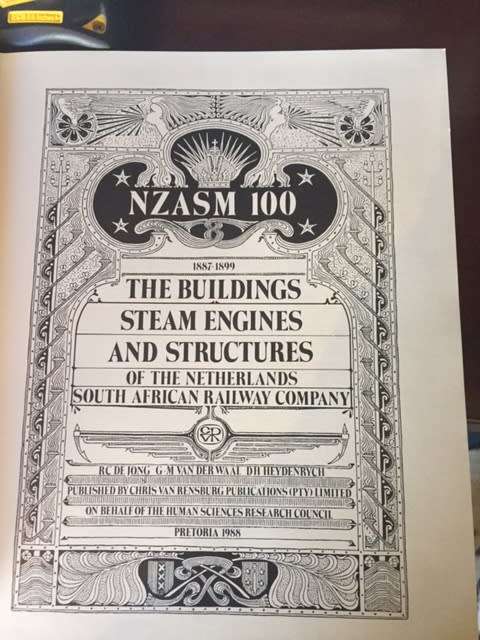 NZASM 100
1887-1899
THE BUILDINGS
STEAM ENGINES
AND STRUCTURES
OF THE NETHERLANDS
SOUTH AFRICAN RAILWAY COMPANY
R·C DE JONG G·M VAN DER WAAL D·H HEYDENRYCH
PUBLISHED BY CHRIS VAN RENSBURG PUBLICATIONS (PTY) LIMITED
ON BEHALF OF THE HUMAN SCIENCES RESEARCH COUNCIL
PRETORIA 1988